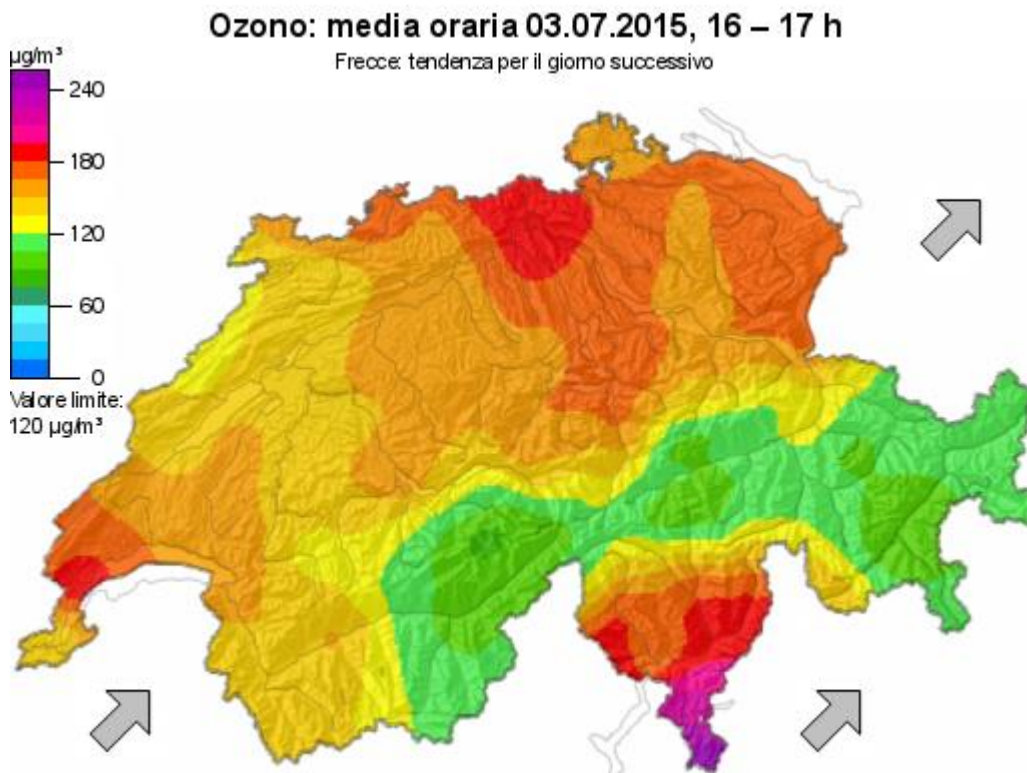 Ozono: media oraria 03.07.2015, 16 – 17 h
Frecce: tendenza per il giorno successivo
µg/m³
240
180
120
60
0
Valore limite:
120 µg/m³